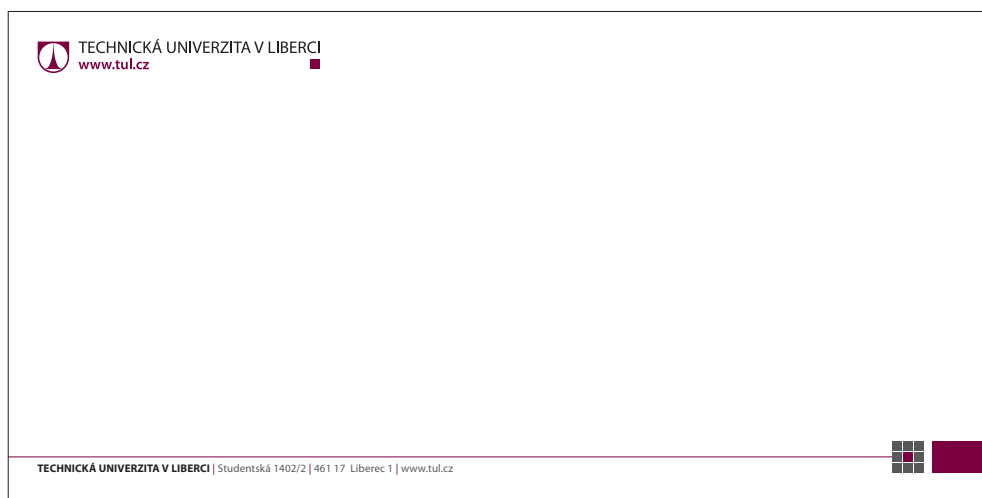 TECHNICKÁ UNIVERZITA V LIBERCI
www.tul.cz
TECHNICKÁ UNIVERZITA V LIBERCI | Studentská 1402/2 | 461 17 Liberec 1 | www.tul.cz